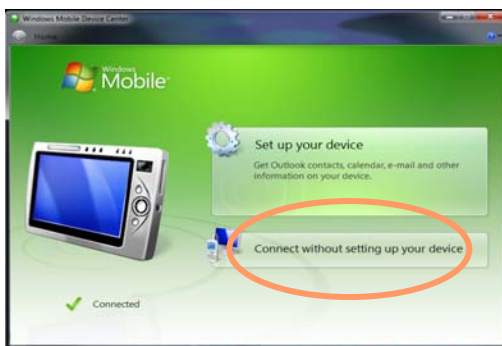 Windows Mobile Device Center
Home
Windows
Mobile
Set up your device
Get Outlook contacts, calendar, e-mail and other
information on your device.
Connect without setting up your device
Connected